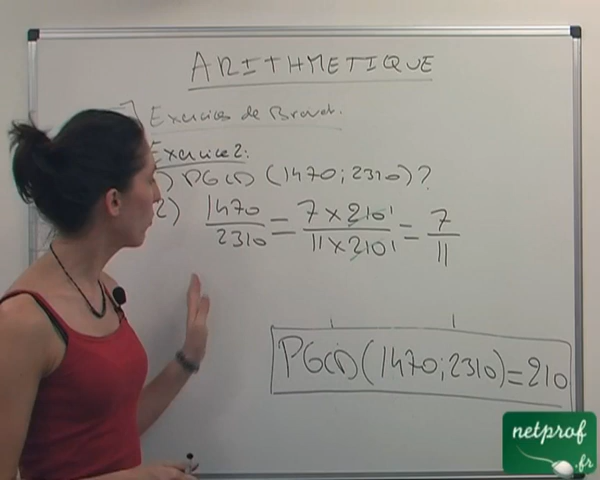 ARITHMETIQUE
Exercices de Brevet.
Exercice 2:
1) PGCD (1470; 2310) ?
2) 1470/2310 = 7 × 210/11 × 210 = 7/11
PGCD (1470; 2310) = 210
netprof
.fr